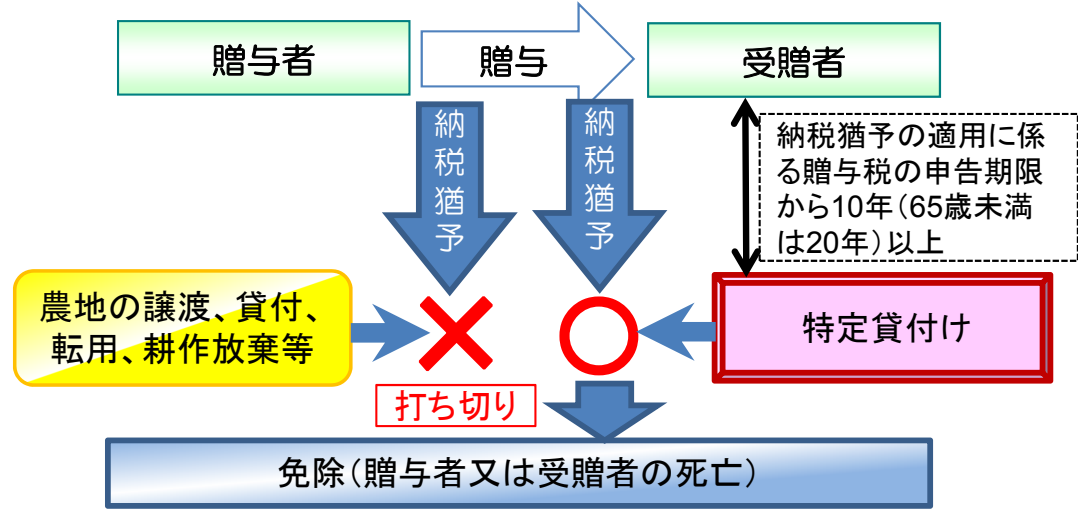 贈与者
贈与
受贈者
納税猶予
納税猶予
納税猶予の適用に係
る贈与税の申告期限
から10年（65歳未満
は20年）以上
農地の譲渡、貸付、
転用、耕作放棄等
特定貸付け
打ち切り
免除（贈与者又は受贈者の死亡）